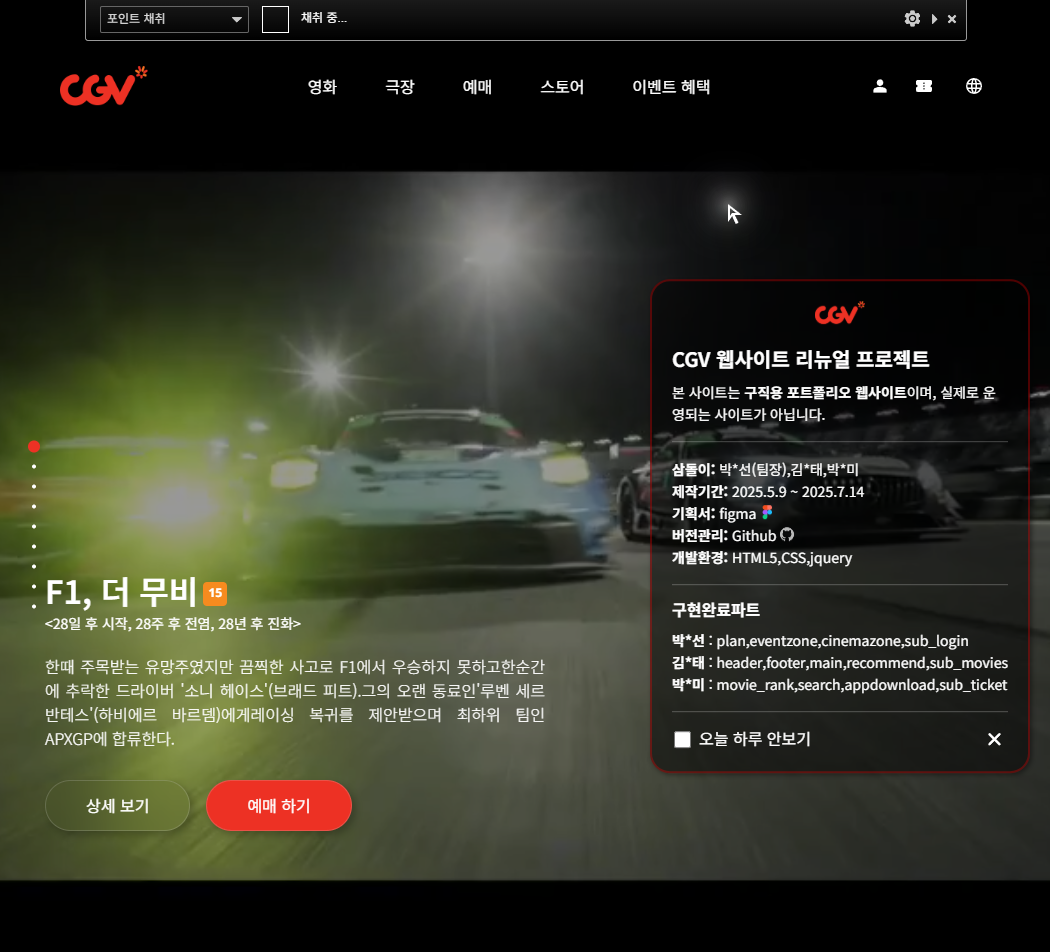 포인트 채취
채취 중...
CGV
영화
극장
예매
스토어
이벤트 혜택
CGV
CGV 웹사이트 리뉴얼 프로젝트
본 사이트는 구직용 포트폴리오 웹사이트이며, 실제로 운
영되는 사이트가 아닙니다.
삼돌이: 박*선(팀장),김*태,박*미
제작기간: 2025.5.9 ~ 2025.7.14
기획서: figma
버전관리: Github
개발환경: HTML5,CSS,jquery
구현완료파트
박*선 : plan,eventzone,cinemazone,sub_login
김*태 : header,footer,main,recommend,sub_movies
박*미 : movie_rank,search,appdownload,sub_ticket
오늘 하루 안보기
F1, 더 무비 15
<28일 후 시작, 28주 후 전염, 28년 후 진화>
한때 주목받는 유망주였지만 끔찍한 사고로 F1에서 우승하지 못하고한순간
에 추락한 드라이버 '소니 헤이스'(브래드 피트).그의 오랜 동료인'루벤 세르
반테스'(하비에르 바르뎀)에게레이싱 복귀를 제안받으며 최하위 팀인
APXGP에 합류한다.
상세 보기
예매 하기